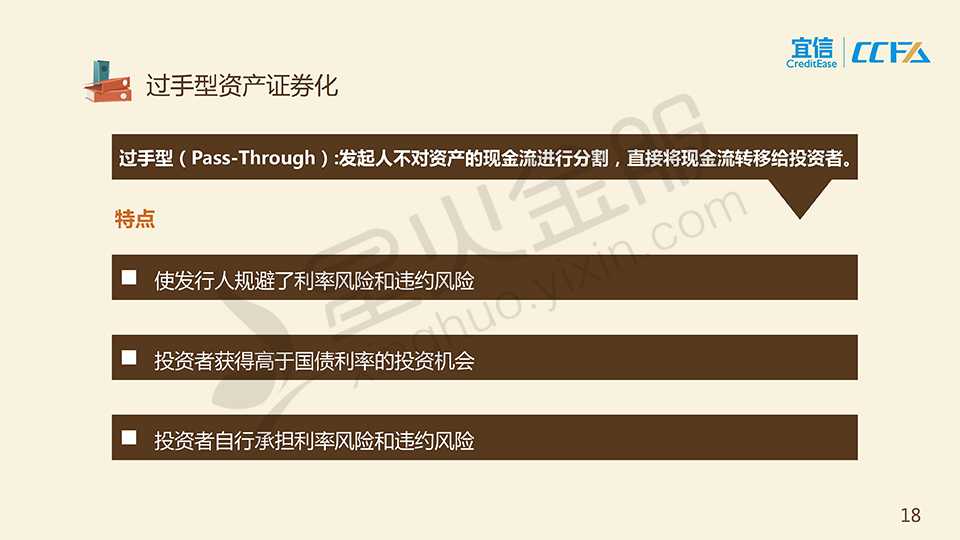 宜信
CreditEase
CCFA
过手型资产证券化
过手型（Pass-Through）:发起人不对资产的现金流进行分割，直接将现金流转移给投资者。
特点
使发行人规避了利率风险和违约风险
投资者获得高于国债利率的投资机会
投资者自行承担利率风险和违约风险
星火金服
xinghuo.yixin.com
18